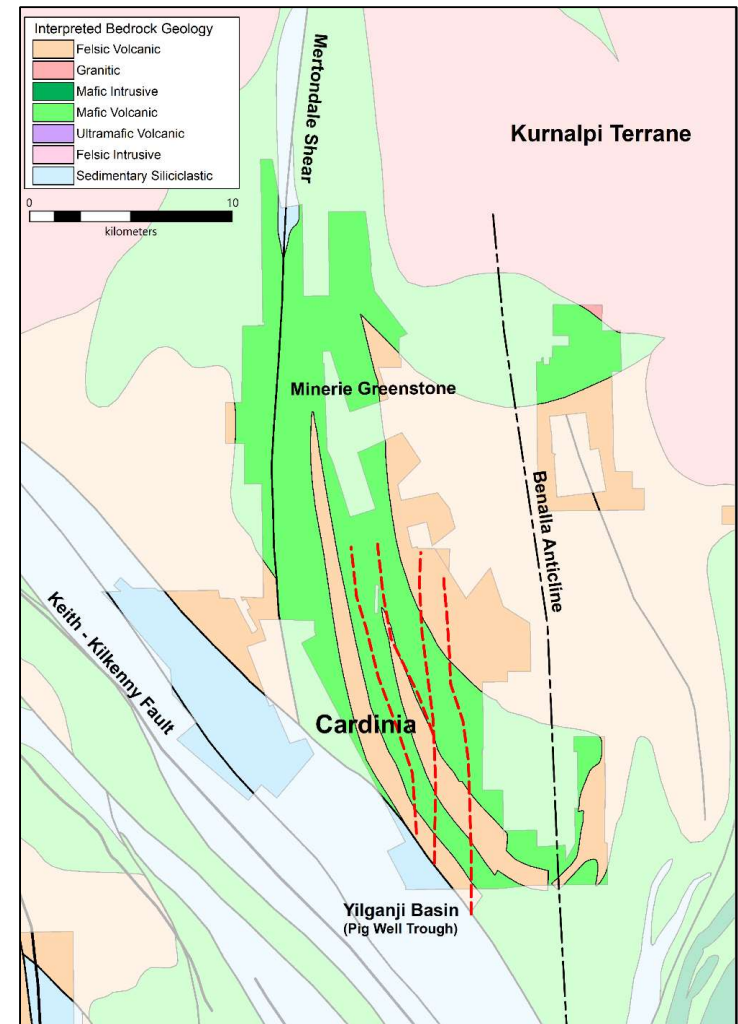 Interpreted Bedrock Geology
Felsic Volcanic
Granitic
Mafic Intrusive
Mafic Volcanic
Ultramafic Volcanic
Felsic Intrusive
Sedimentary Siliciclastic
0 10
kilometers
Mertondale Shear
Kurnalpi Terrane
Minerie Greenstone
Benalla Anticline
Keith - Kilkenny Fault
Cardinia
Yilganji Basin
(Pig Well Trough)